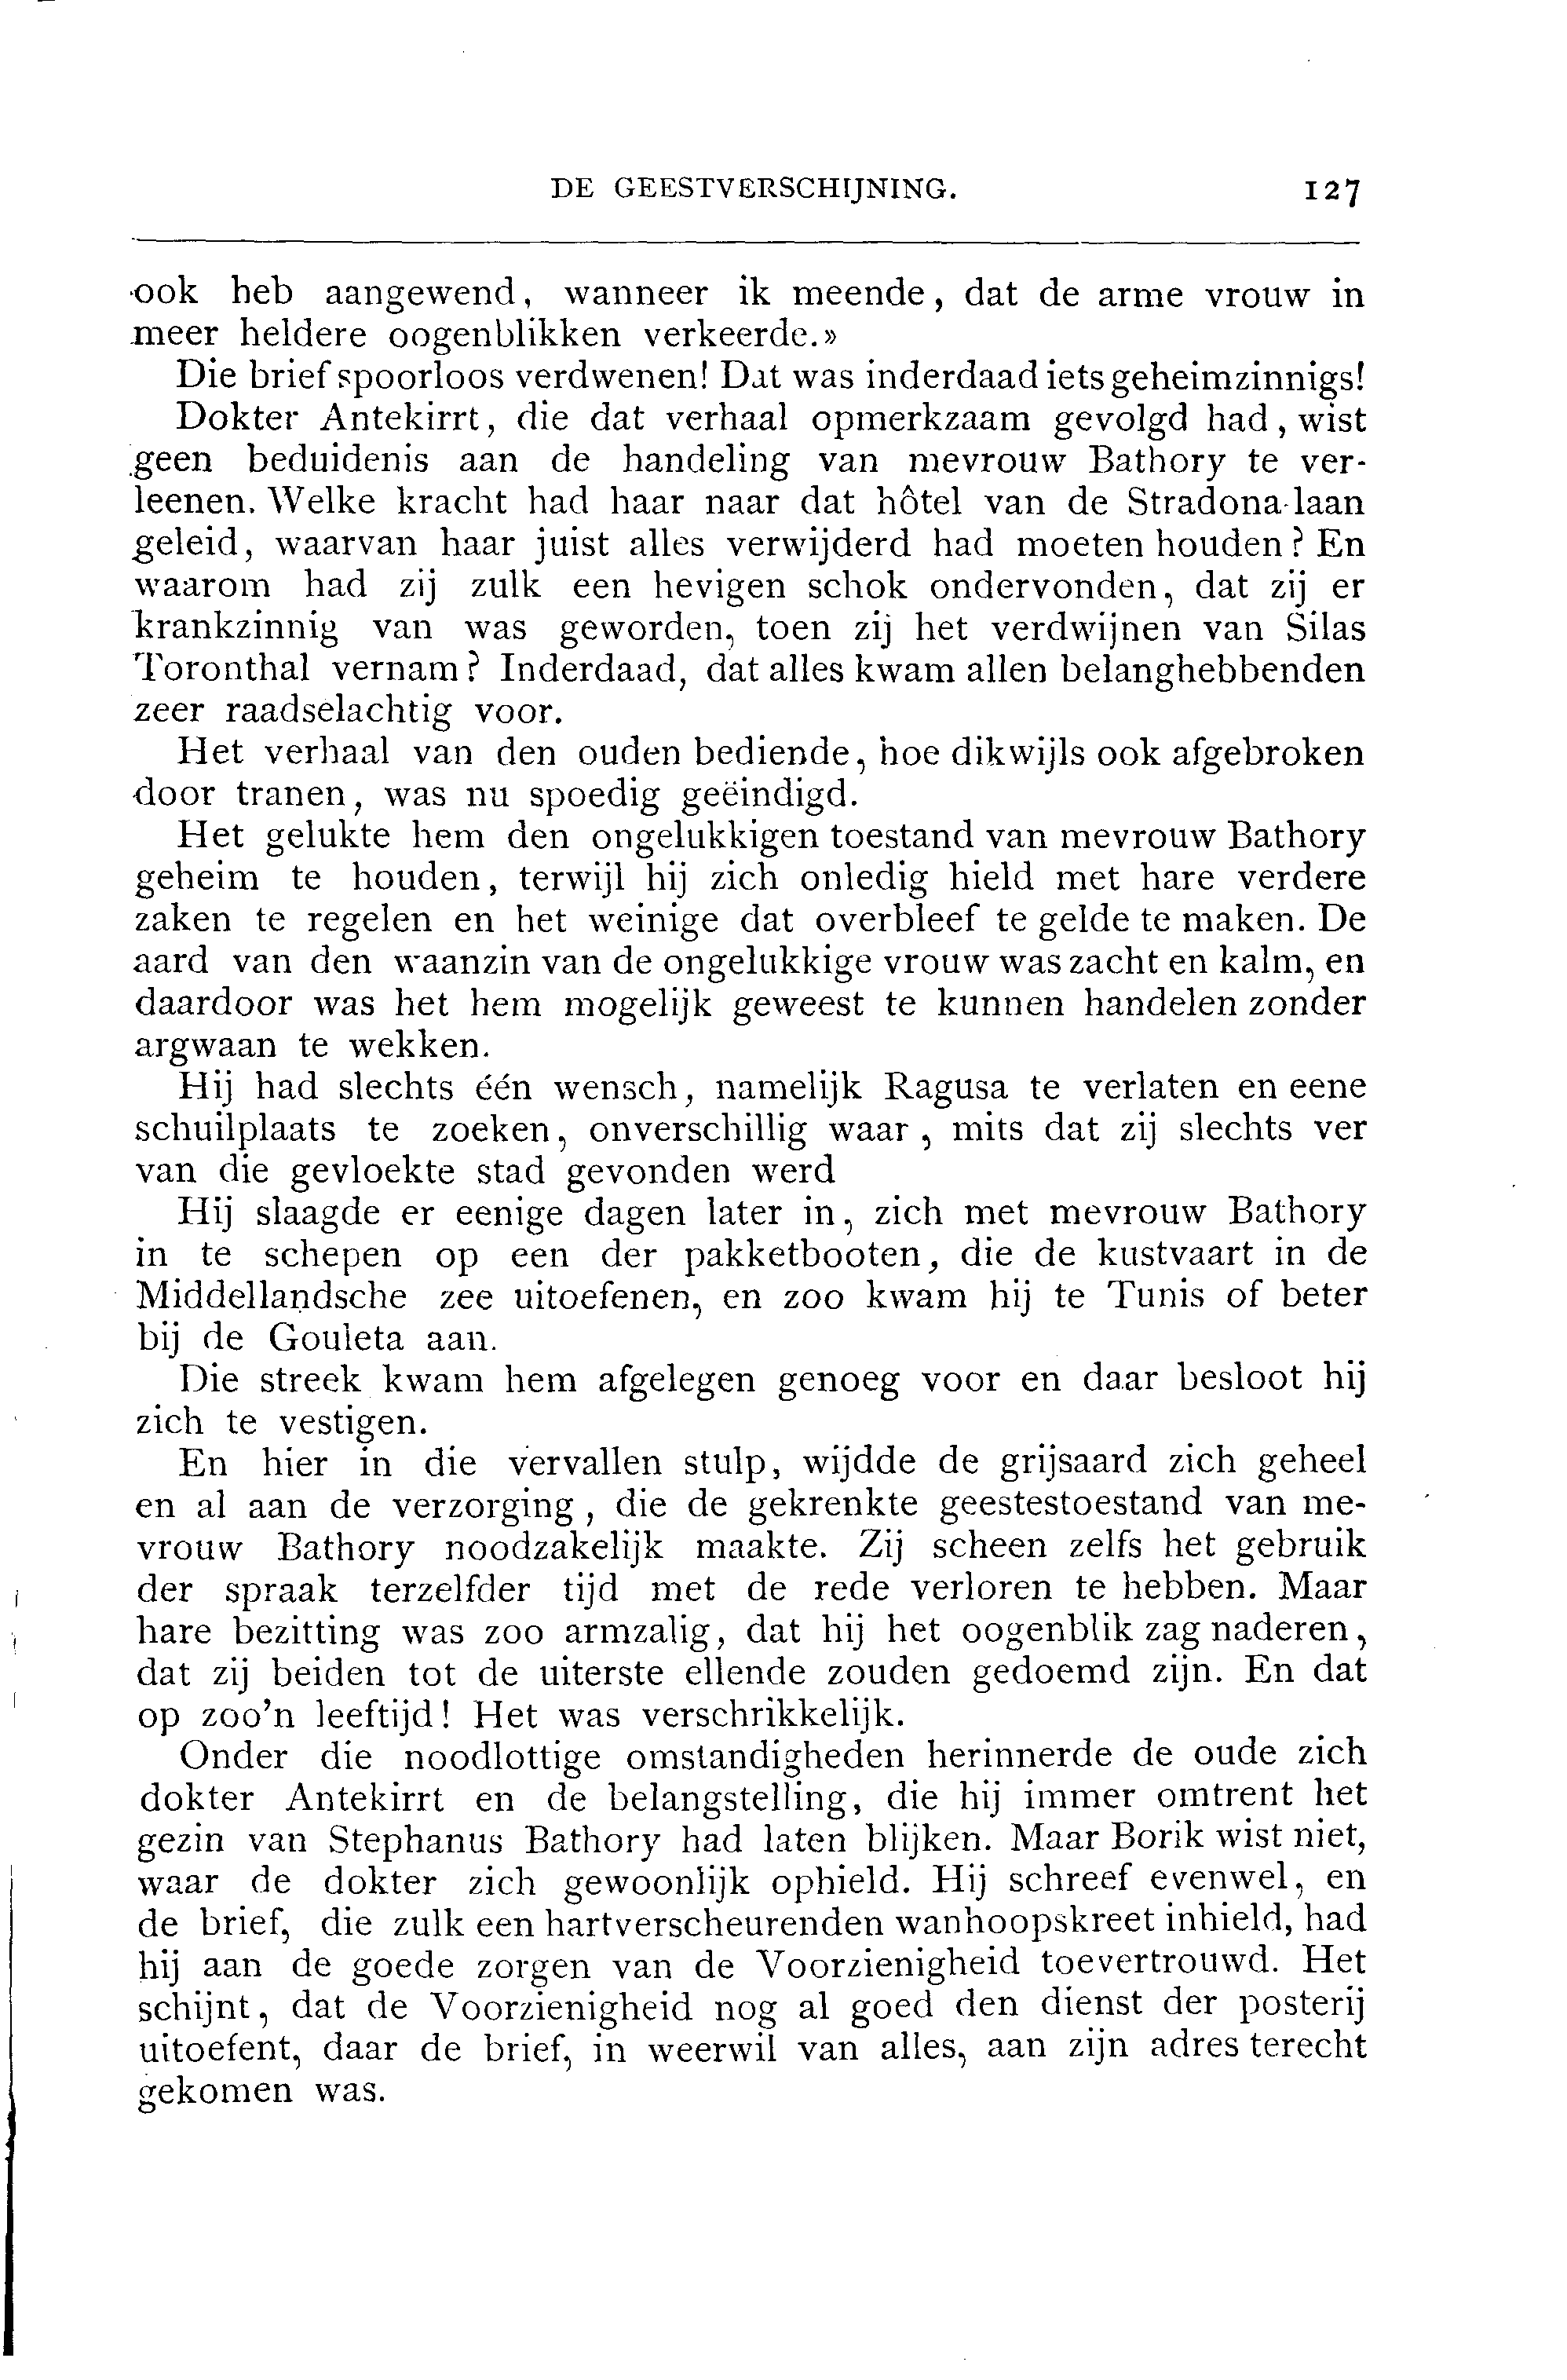 DE GEESTVERSCHIJNING. 127
ook heb aangewend, wanneer ik meende, dat de arme vrouw in
meer heldere oogenblikken verkeerde.»
Die brief spoorloos verdwenen! Dat was inderdaad iets geheimzinnigs!
Dokter Antekirrt, die dat verhaal opmerkzaam gevolgd had, wist
geen beduidenis aan de handeling van mevrouw Bathory te ver-
leenen. Welke kracht had haar naar dat hôtel van de Stradona-laan
geleid, waarvan haar juist alles verwijderd had moeten houden? En
waarom had zij zulk een hevigen schok ondervonden, dat zij er
krankzinnig van was geworden, toen zij het verdwijnen van Silas
Toronthal vernam? Inderdaad, dat alles kwam allen belanghebbenden
zeer raadselachtig voor.
Het verhaal van den ouden bediende, hoe dikwijls ook afgebroken
door tranen, was nu spoedig geëindigd.
Het gelukte hem den ongelukkigen toestand van mevrouw Bathory
geheim te houden, terwijl hij zich onledig hield met hare verdere
zaken te regelen en het weinige dat overbleef te gelde te maken. De
aard van den waanzin van de ongelukkige vrouw was zacht en kalm, en
daardoor was het hem mogelijk geweest te kunnen handelen zonder
argwaan te wekken.
Hij had slechts één wensch, namelijk Ragusa te verlaten en eene
schuilplaats te zoeken, onverschillig waar, mits dat zij slechts ver
van die gevloekte stad gevonden werd
Hij slaagde er eenige dagen later in, zich met mevrouw Bathory
in te schepen op een der pakketbooten, die de kustvaart in de
Middellandsche zee uitoefenen, en zoo kwam hij te Tunis of beter
bij de Gouleta aan.
Die streek kwam hem afgelegen genoeg voor en daar besloot hij
zich te vestigen.
En hier in die vervallen stulp, wijdde de grijsaard zich geheel
en al aan de verzorging, die de gekrenkte geestestoestand van me-
vrouw Bathory noodzakelijk maakte. Zij scheen zelfs het gebruik
der spraak terzelfder tijd met de rede verloren te hebben. Maar
hare bezitting was zoo armzalig, dat hij het oogenblik zag naderen,
dat zij beiden tot de uiterste ellende zouden gedoemd zijn. En dat
op zoo'n leeftijd! Het was verschrikkelijk.
Onder die noodlottige omstandigheden herinnerde de oude zich
dokter Antekirrt en de belangstelling, die hij immer omtrent het
gezin van Stephanus Bathory had laten blijken. Maar Borik wist niet,
waar de dokter zich gewoonlijk ophield. Hij schreef evenwel, en
de brief, die zulk een hartverscheurenden wanhoopskreet inhield, had
hij aan de goede zorgen van de Voorzienigheid toevertrouwd. Het
schijnt, dat de Voorzienigheid nog al goed den dienst der posterij
uitoefent, daar de brief, in weerwil van alles, aan zijn adres terecht
gekomen was.